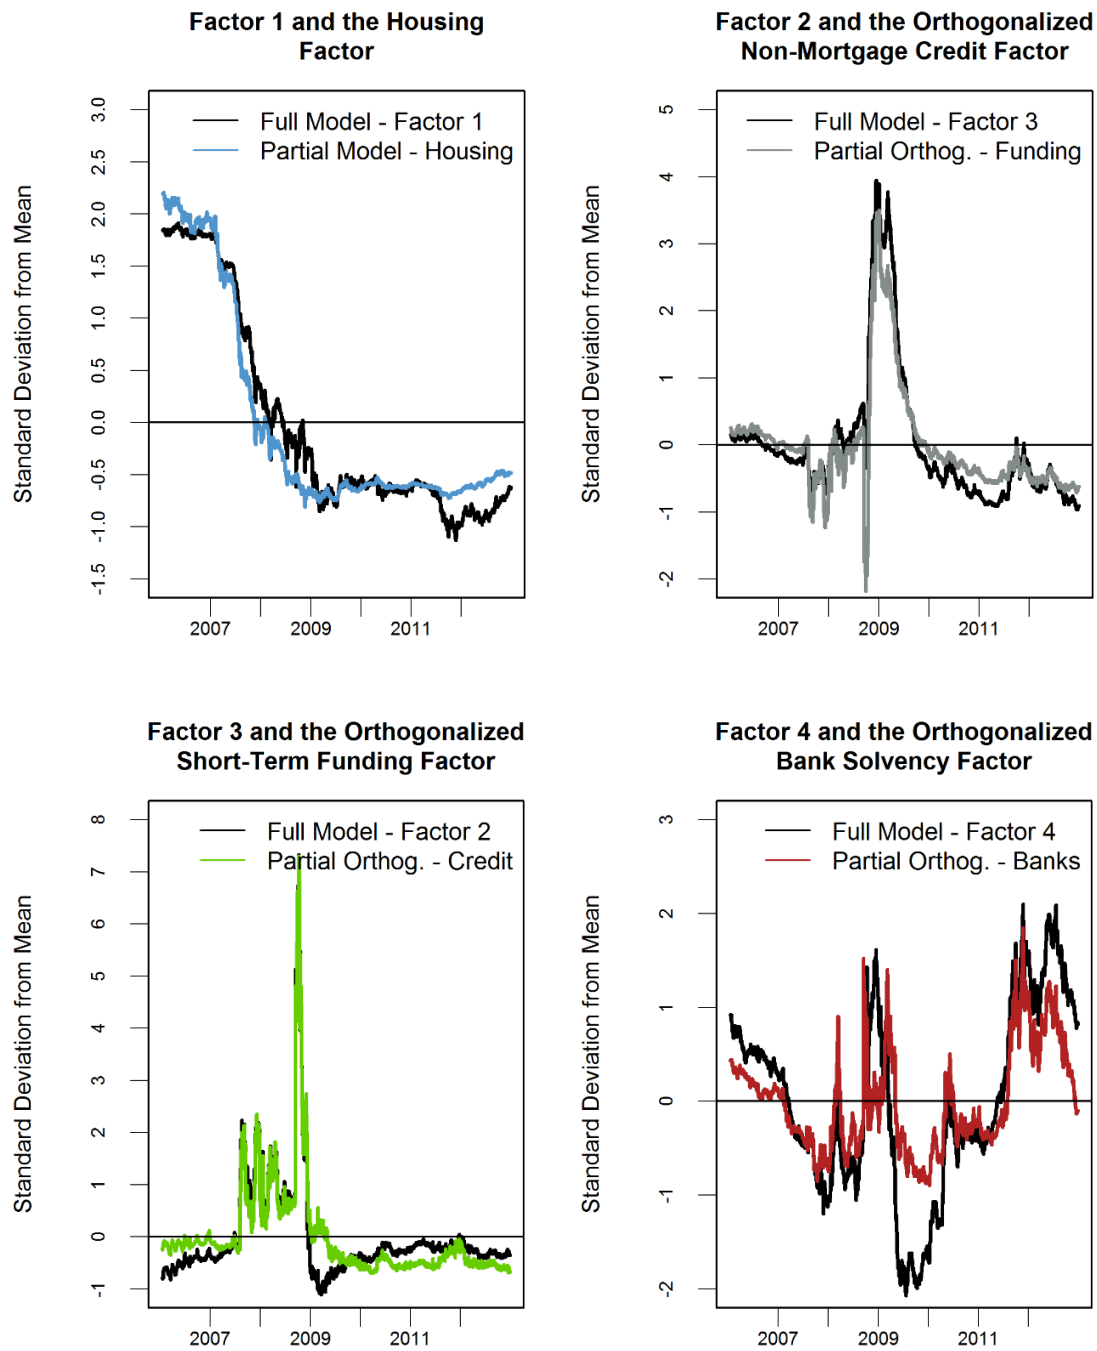 Factor 1 and the Housing
Factor
Standard Deviation from Mean
3.0
2.5
2.0
1.5
1.0
0.5
0.0
-0.5
-1.0
-1.5
Full Model - Factor 1
Partial Model - Housing
2007
2009
2011
Factor 2 and the Orthogonalized
Non-Mortgage Credit Factor
Standard Deviation from Mean
5
4
3
2
1
0
-1
-2
Full Model - Factor 3
Partial Orthog. - Funding
2007
2009
2011
Factor 3 and the Orthogonalized
Short-Term Funding Factor
Standard Deviation from Mean
8
7
6
5
4
3
2
1
0
-1
Full Model - Factor 2
Partial Orthog. - Credit
2007
2009
2011
Factor 4 and the Orthogonalized
Bank Solvency Factor
Standard Deviation from Mean
3
2
1
0
-1
-2
Full Model - Factor 4
Partial Orthog. - Banks
2007
2009
2011